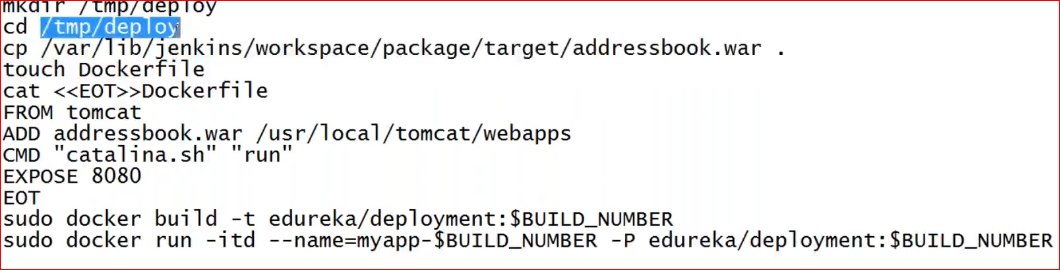 mkdir /tmp/deploy
cd /tmp/deploy
cp /var/lib/jenkins/workspace/package/target/addressbook.war .
touch Dockerfile
cat <<EOT>>Dockerfile
FROM tomcat
ADD addressbook.war /usr/local/tomcat/webapps
CMD "catalina.sh" "run"
EXPOSE 8080
EOT
sudo docker build -t edureka/deployment:$BUILD_NUMBER
sudo docker run -itd --name=myapp-$BUILD_NUMBER -P edureka/deployment:$BUILD_NUMBER